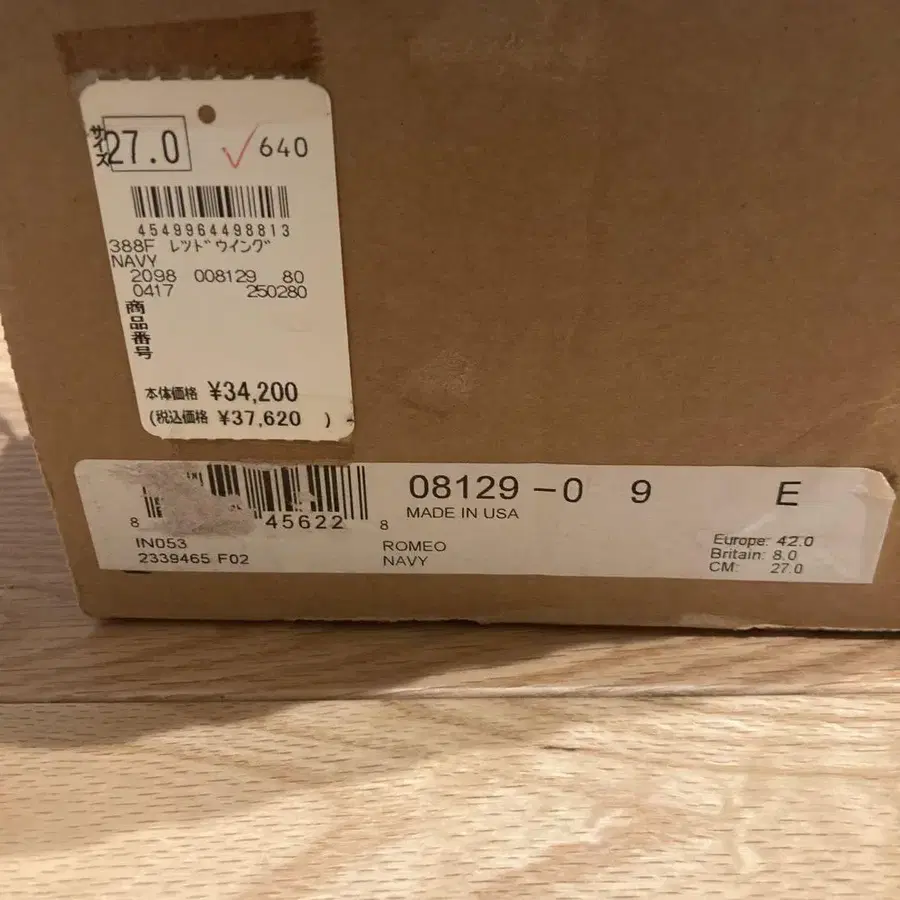 サイズ 27.0 640
4549964498813
388F レッドウイング
NAVY
2098 008129 80
0417 250280
商品番号
本体価格 ¥34,200
(税込価格 ¥37,620 )
08129-0 9 E
MADE IN USA
8 45622 8
IN053
2339465 F02
ROMEO
NAVY
Europe: 42.0
Britain: 8.0
CM: 27.0